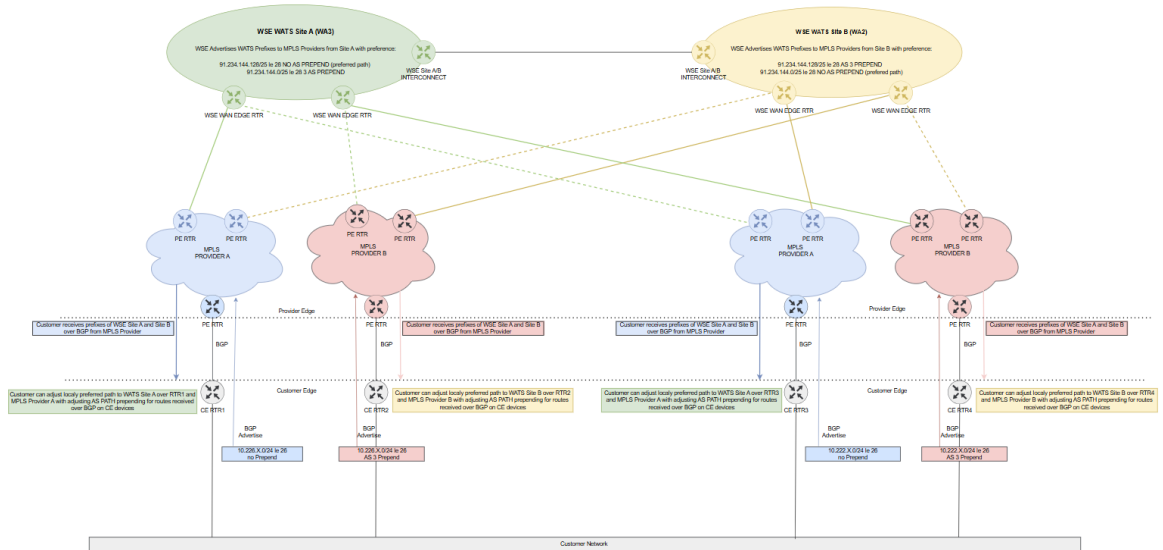 WSE WATS Site A (WA3)
WSE Advertises WATS Prefixes to MPLS Providers from Site A with preference:
91.234.144.128/25 le 28 NO AS PREPEND (preferred path)
91.234.144.0/25 le 28 3 AS PREPEND
WSE Site A/B
INTERCONNECT
WSE WATS Site B (WA2)
WSE Advertises WATS Prefixes to MPLS Providers from Site B with preference:
91.234.144.128/25 le 28 AS 3 PREPEND
91.234.144.0/25 le 28 NO AS PREPEND (prefered path)
WSE Site A/B
INTERCONNECT
WSE WAN EDGE RTR
WSE WAN EDGE RTR
WSE WAN EDGE RTR
WSE WAN EDGE RTR
PE RTR
PE RTR
MPLS
PROVIDER A
PE RTR
PE RTR
MPLS
PROVIDER B
PE RTR
PE RTR
MPLS
PROVIDER A
PE RTR
PE RTR
MPLS
PROVIDER B
Provider Edge
Provider Edge
PE RTR
PE RTR
PE RTR
PE RTR
Customer receives prefixes of WSE Site A and Site B
over BGP from MPLS Provider
Customer receives prefixes of WSE Site A and Site B
over BGP from MPLS Provider
Customer receives prefixes of WSE Site A and Site B
over BGP from MPLS Provider
Customer receives prefixes of WSE Site A and Site B
over BGP from MPLS Provider
BGP
BGP
BGP
BGP
Customer Edge
Customer Edge
Customer can adjust localy preferred path to WATS Site A over RTR1 and
MPLS Provider A with adjusting AS PATH prepending for routes received
over BGP on CE devices
CE RTR1
Customer can adjust localy preferred path to WATS Site B over RTR2
and MPLS Provider B with adjusting AS PATH prepending for routes
received over BGP on CE devices
CE RTR2
Customer can adjust localy preferred path to WATS Site A over RTR3
and MPLS Provider A with adjusting AS PATH prepending for routes
received over BGP on CE devices
CE RTR3
Customer can adjust localy preferred path to WATS Site B over RTR4
and MPLS Provider B with adjusting AS PATH prepending for routes
received over BGP on CE devices
CE RTR4
BGP
Advertise
BGP
Advertise
BGP
Advertise
BGP
Advertise
10.226.X.0/24 le 26
no Prepend
10.226.X.0/24 le 26
AS 3 Prepend
10.222.X.0/24 le 26
no Prepend
10.222.X.0/24 le 26
AS 3 Prepend
Customer Network